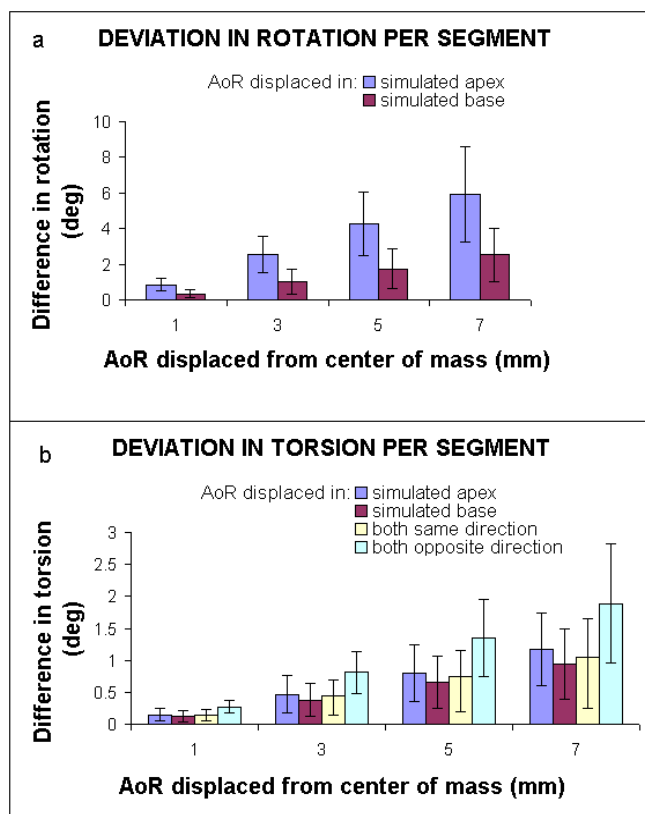 a DEVIATION IN ROTATION PER SEGMENT
AoR displaced in: simulated apex
simulated base
Difference in rotation
(deg)
10
8
6
4
2
0
1 3 5 7
AoR displaced from center of mass (mm)
b DEVIATION IN TORSION PER SEGMENT
AoR displaced in: simulated apex
simulated base
both same direction
both opposite direction
Difference in torsion
(deg)
3
2.5
2
1.5
1
0.5
0
1 3 5 7
AoR displaced from center of mass (mm)